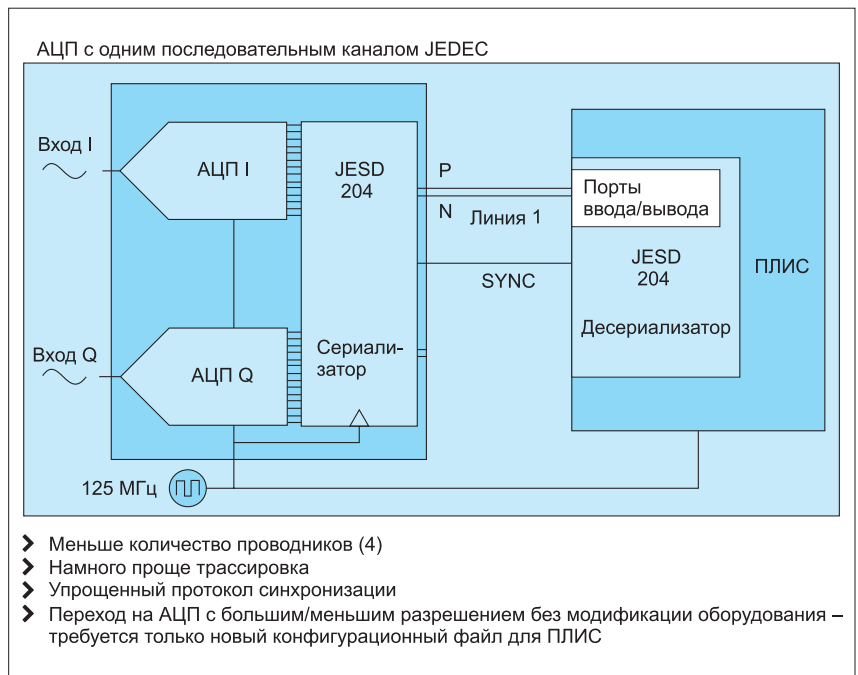 АЦП с одним последовательным каналом JEDEC
Вход I
АЦП I
JESD
204
P
N
Линия 1
Порты
ввода/вывода
JESD
204
ПЛИС
SYNC
Десериализатор
Вход Q
АЦП Q
Сериали-
затор
125 МГц
Меньше количество проводников (4)
Намного проще трассировка
Упрощенный протокол синхронизации
Переход на АЦП с большим/меньшим разрешением без модификации оборудования –
требуется только новый конфигурационный файл для ПЛИС